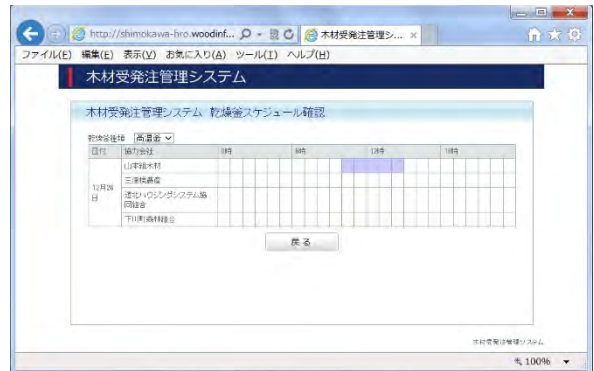 http://shimokawa-hro.woodinf...
木材受発注管理シ... ×
ファイル(F) 編集(E) 表示(V) お気に入り(A) ツール(T) ヘルプ(H)
木材受発注管理システム
木材受発注管理システム 乾燥釜スケジュール確認
乾燥釜種類 高温釜
日付 協力会社 0時 6時 12時 18時
山本組木材
三津橋農産
12月26日
道北ハウジングシステム協同組合
下川町森林組合
戻る
木材受発注管理システム
100%